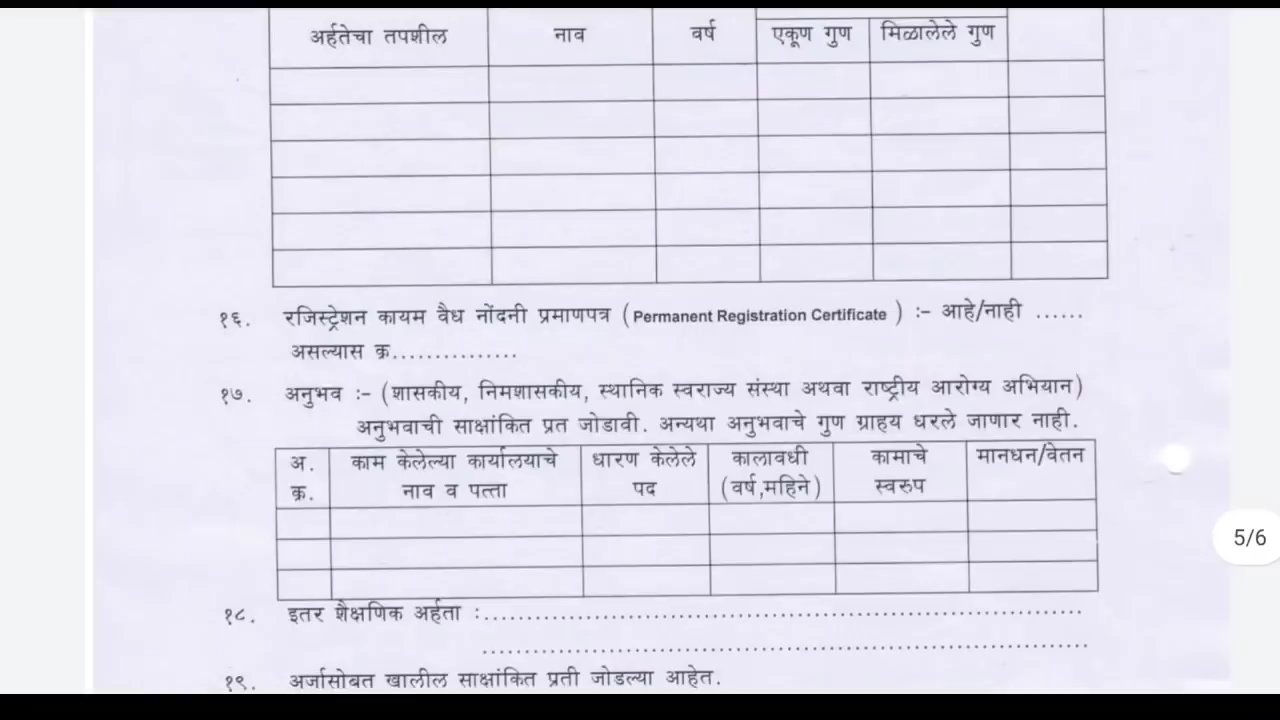 अर्हतेचा तपशील नाव वर्ष एकूण गुण मिळालेले गुण
१६. रजिस्ट्रेशन कायम वैध नोंदनी प्रमाणपत्र (Permanent Registration Certificate) :- आहे/नाही ......
असल्यास क्र...............
१७. अनुभव :- (शासकीय, निमशासकीय, स्थानिक स्वराज्य संस्था अथवा राष्ट्रीय आरोग्य अभियान)
अनुभवाची साक्षांकित प्रत जोडावी. अन्यथा अनुभवाचे गुण ग्राहय धरले जाणार नाही.
अ. काम केलेल्या कार्यालयाचे धारण केलेले कालावधी कामाचे मानधन/वेतन
क्र. नाव व पत्ता पद (वर्ष,महिने) स्वरुप
५/6
१८. इतर शैक्षणिक अर्हता :......................................................................
......................................................................
१९. अर्जासोबत खालील साक्षांकित प्रती जोडल्या आहेत.